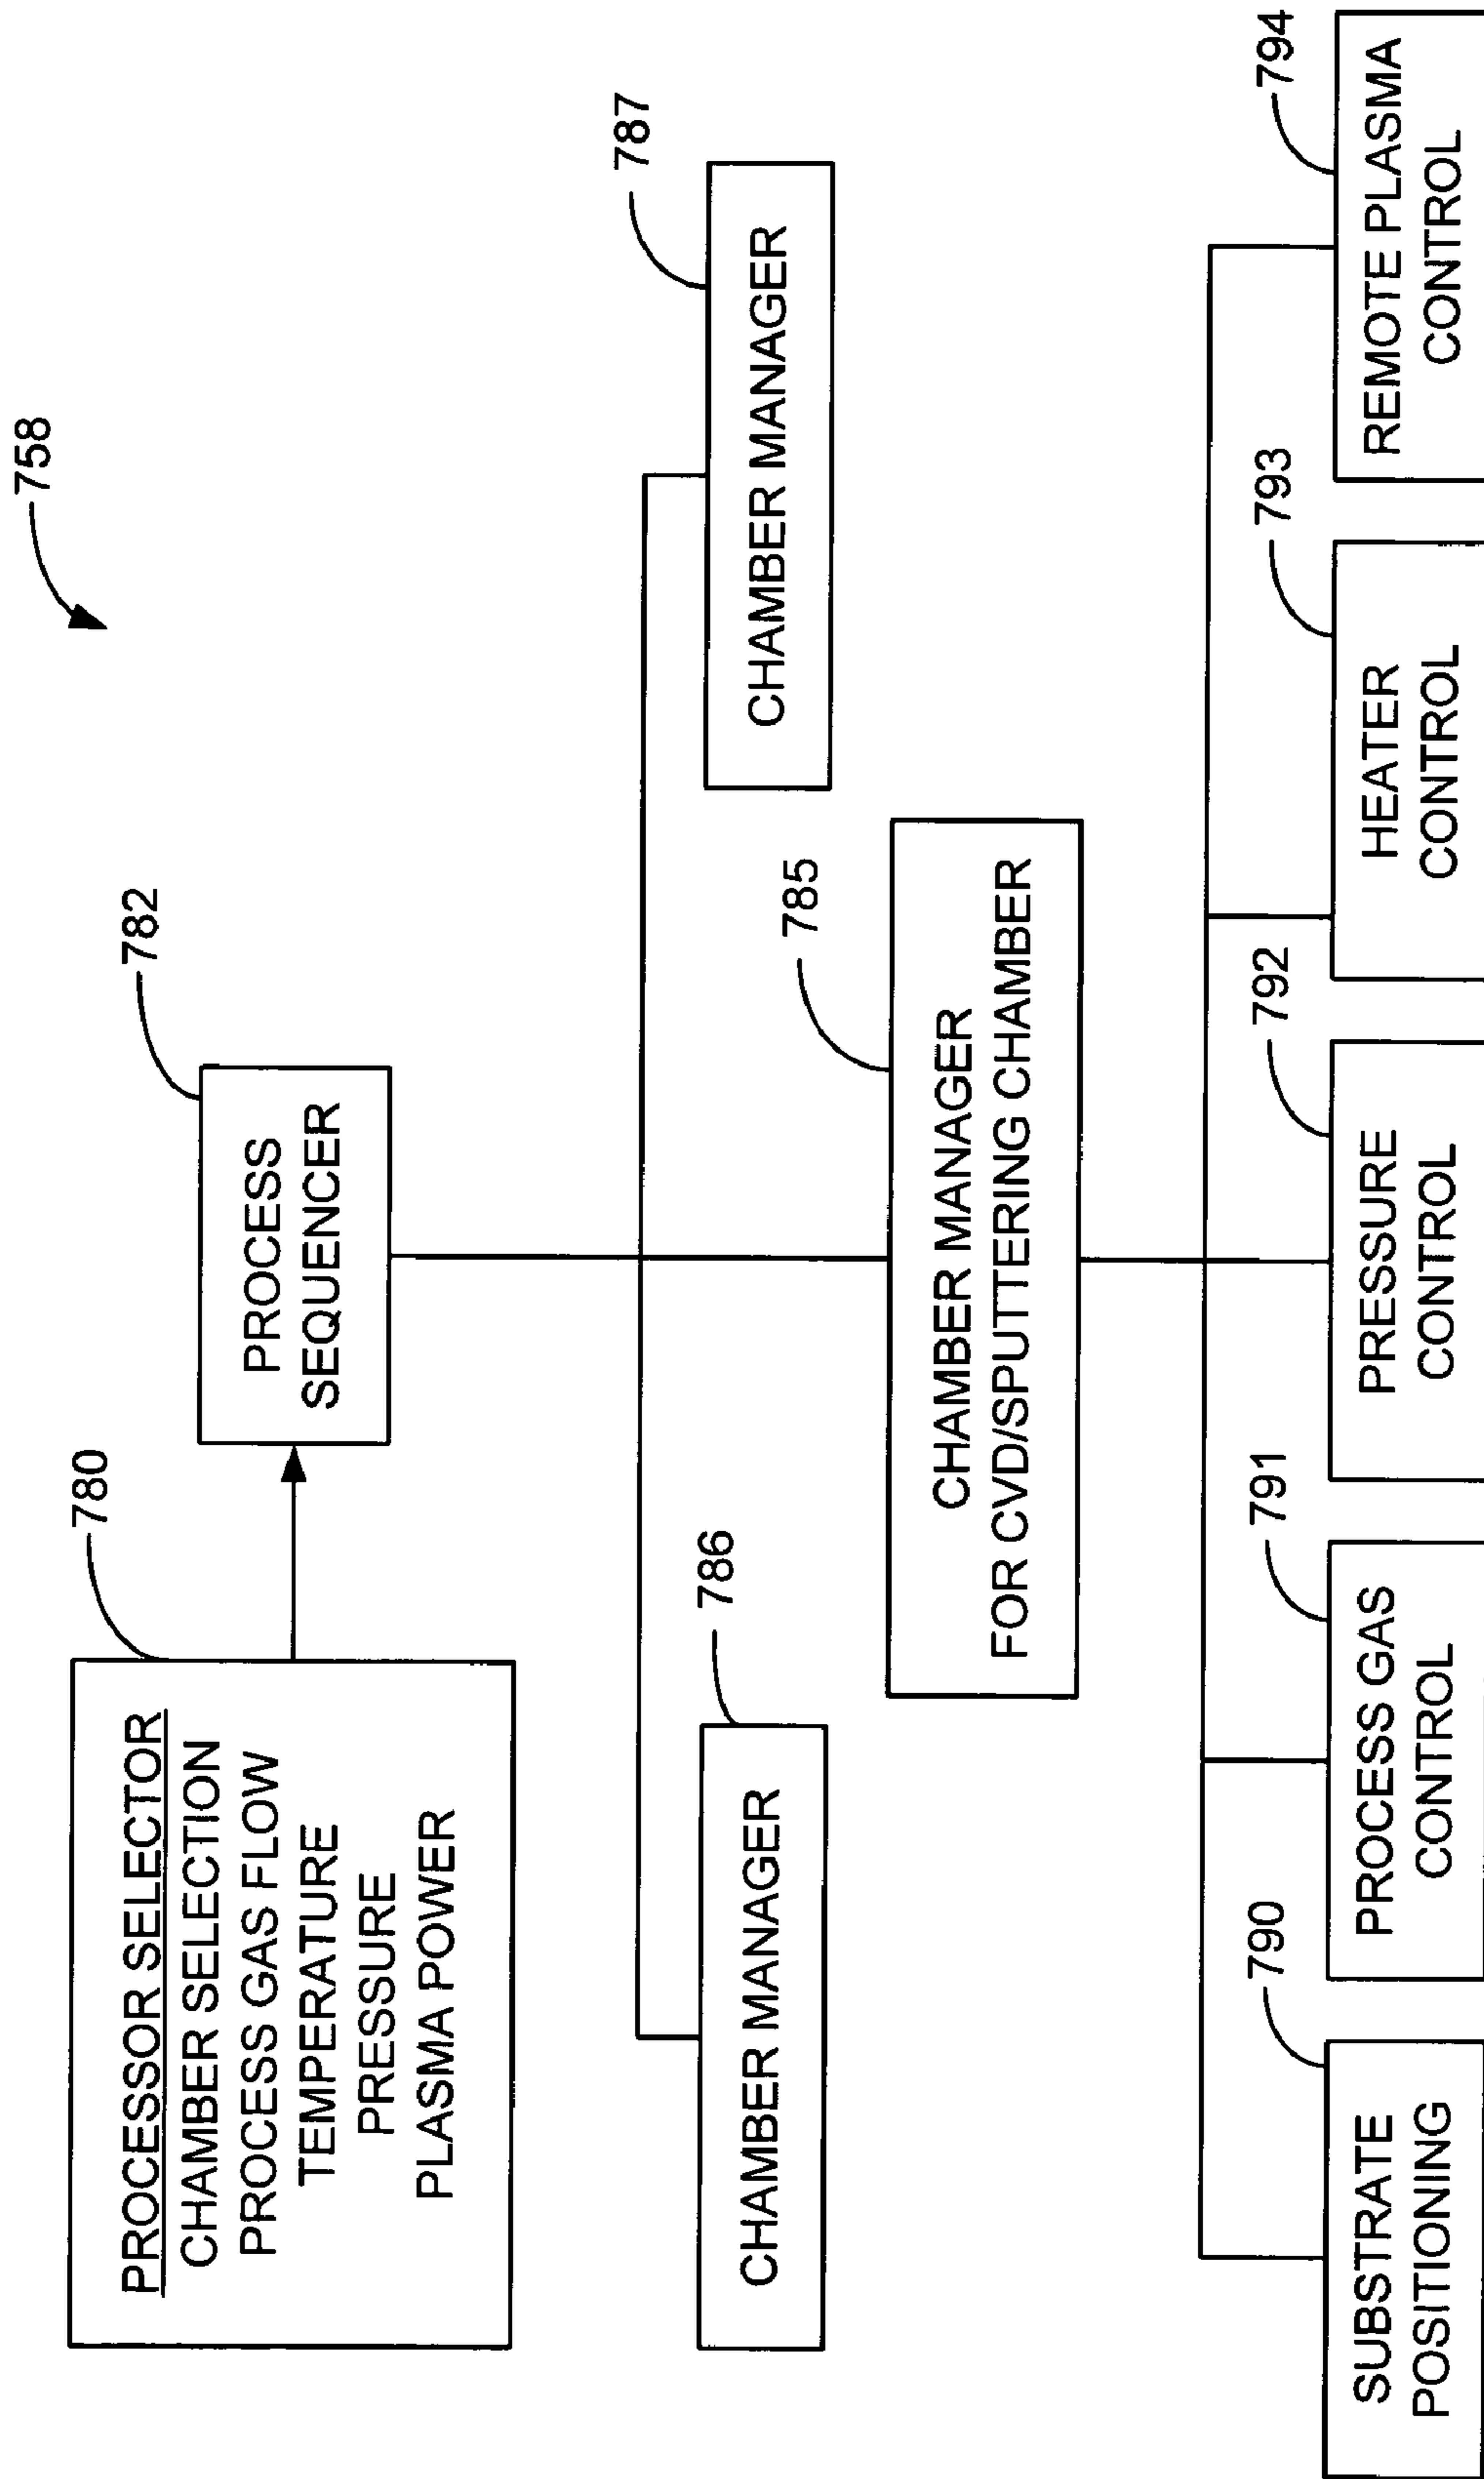 758
780
PROCESSOR SELECTOR
CHAMBER SELECTION
PROCESS GAS FLOW
TEMPERATURE
PRESSURE
PLASMA POWER
782
PROCESS
SEQUENCER
786
CHAMBER MANAGER
787
CHAMBER MANAGER
785
CHAMBER MANAGER
FOR CVD/SPUTTERING CHAMBER
790
SUBSTRATE
POSITIONING
791
PROCESS GAS
CONTROL
792
PRESSURE
CONTROL
793
HEATER
CONTROL
794
REMOTE PLASMA
CONTROL